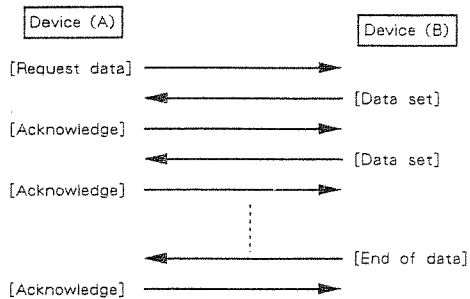 Device (A)
Device (B)
[Request data]
[Data set]
[Acknowledge]
[Data set]
[Acknowledge]
[End of data]
[Acknowledge]